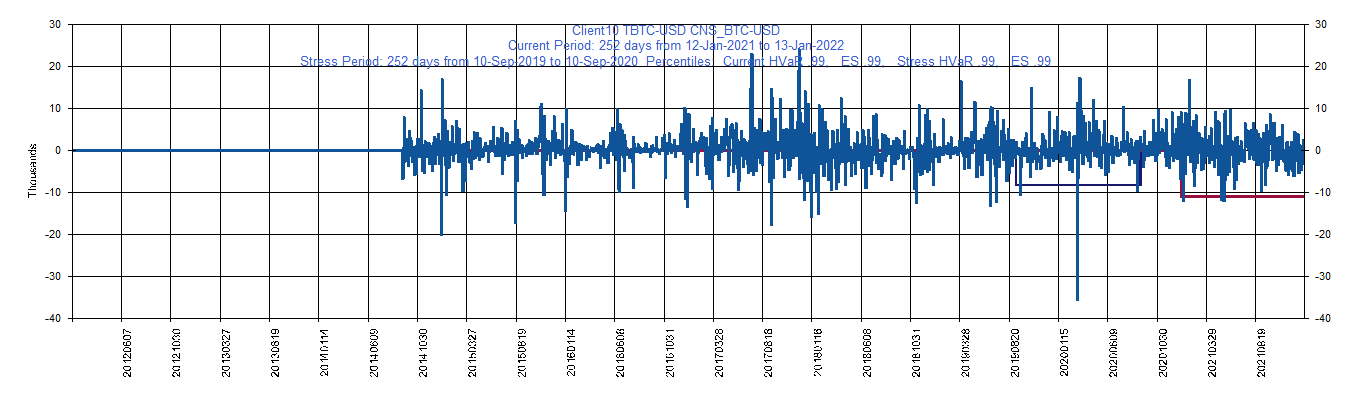 Client10 TBTC-USD CNS_BTC-USD
Current Period: 252 days from 12-Jan-2021 to 13-Jan-2022
Stress Period: 252 days from 10-Sep-2019 to 10-Sep-2020 Percentiles: Current HVaR .99, ES .99, Stress HVaR .99, ES .99
30 30
20 20
10 10
0 0
-10 -10
-20 -20
-30 -30
-40 -40
Thousands
20120607 20121030 20130327 20130819 20140114 20140609 20141030 20150327 20150819 20160114 20160608 20161031 20170328 20170818 20180116 20180608 20181031 20190328 20190820 20200115 20200609 20201030 20210329 20210819